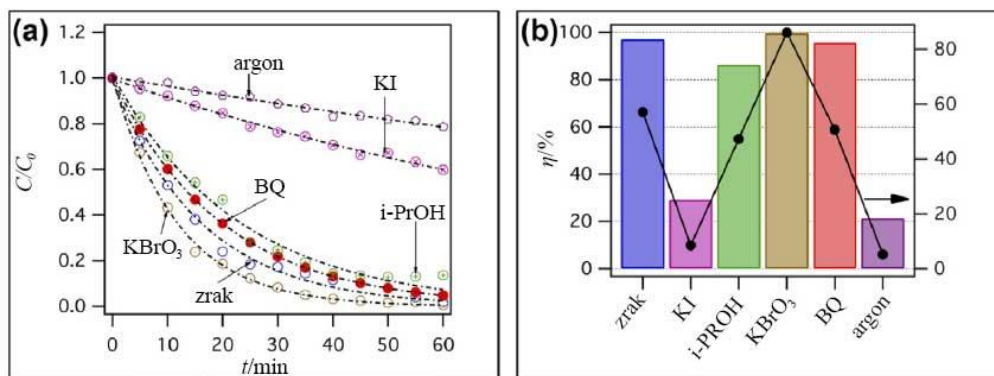 (a)
1.2
1.0
0.8
0.6
0.4
0.2
0.0
C/C0
argon
KI
BQ
i-PrOH
KBrO3
zrak
0 10 20 30 40 50 60
t/min
(b)
100
80
60
40
20
0
η/%
80
60
40
20
0
zrak
KI
i-PROH
KBrO3
BQ
argon